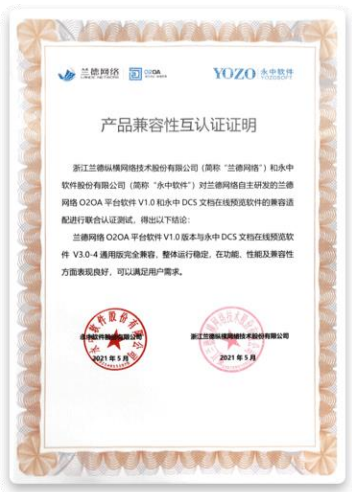 兰德网络
O2OA
YOZO 永中软件
YOZOSOFT
产品兼容性互认证证明
浙江兰德纵横网络技术股份有限公司（简称“兰德网络”）和永中
软件股份有限公司（简称“永中软件”）对兰德网络自主研发的兰德
网络 O2OA 平台软件 V1.0 和永中 DCS 文档在线预览软件的兼容适
配进行联合认证测试，得出以下结论：
兰德网络 O2OA 平台软件 V1.0 版本与永中 DCS 文档在线预览软
件 V3.0-4 通用版完全兼容，整体运行稳定，在功能、性能及兼容性
方面表现良好，可以满足用户需求。
永中软件股份有限公司 浙江兰德纵横网络技术股份有限公司
2021 年 5 月 2021 年 5 月